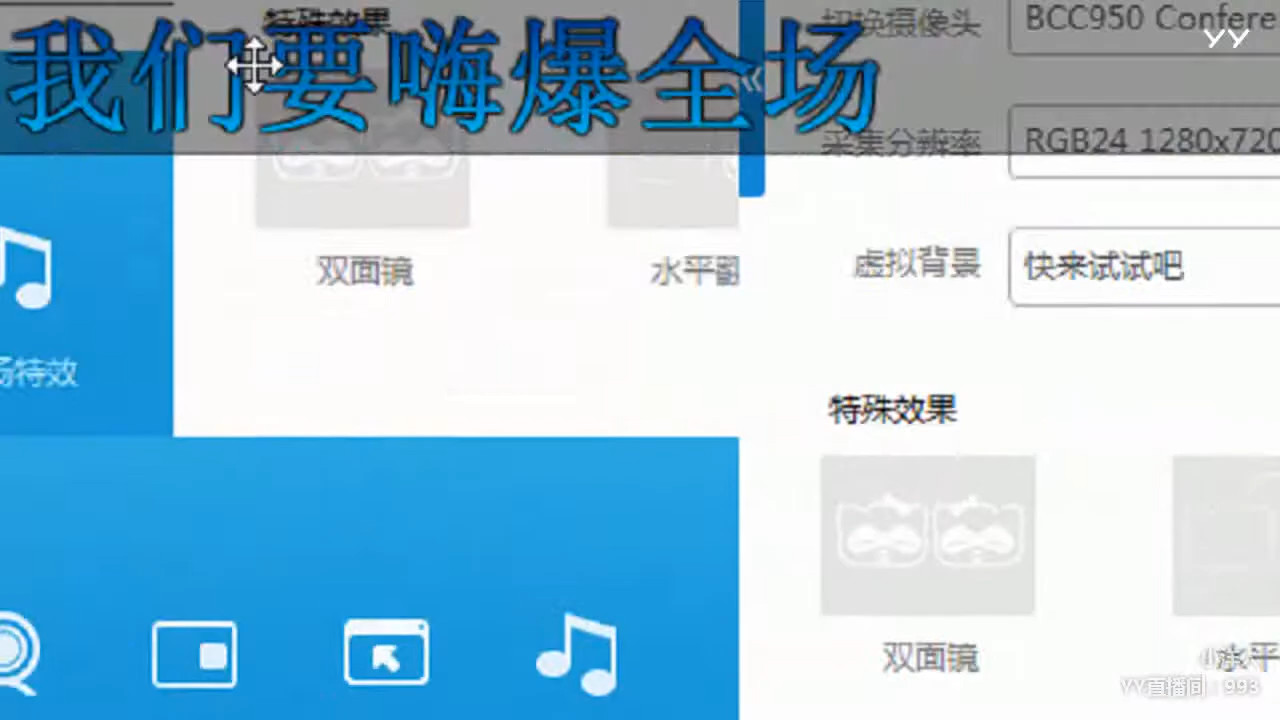 特殊效果
切换摄像头
BCC950 Confere
YY
我们要嗨爆全场
采集分辨率
RGB24 1280x720
双面镜
水平翻
虚拟背景
快来试试吧
场特效
特殊效果
双面镜
水平
YY直播间：993